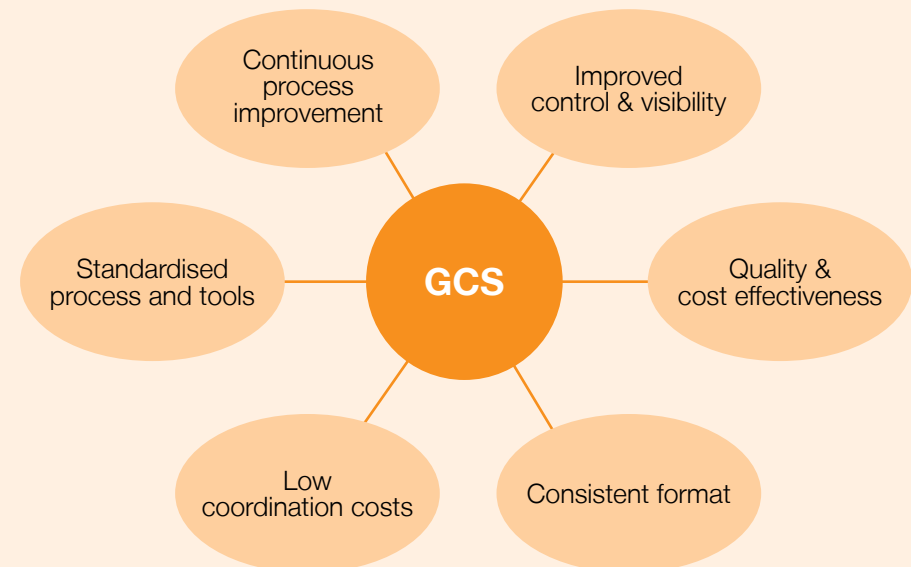 Continuous
process
improvement
Improved
control & visibility
Standardised
process and tools
GCS
Quality &
cost effectiveness
Low
coordination costs
Consistent format